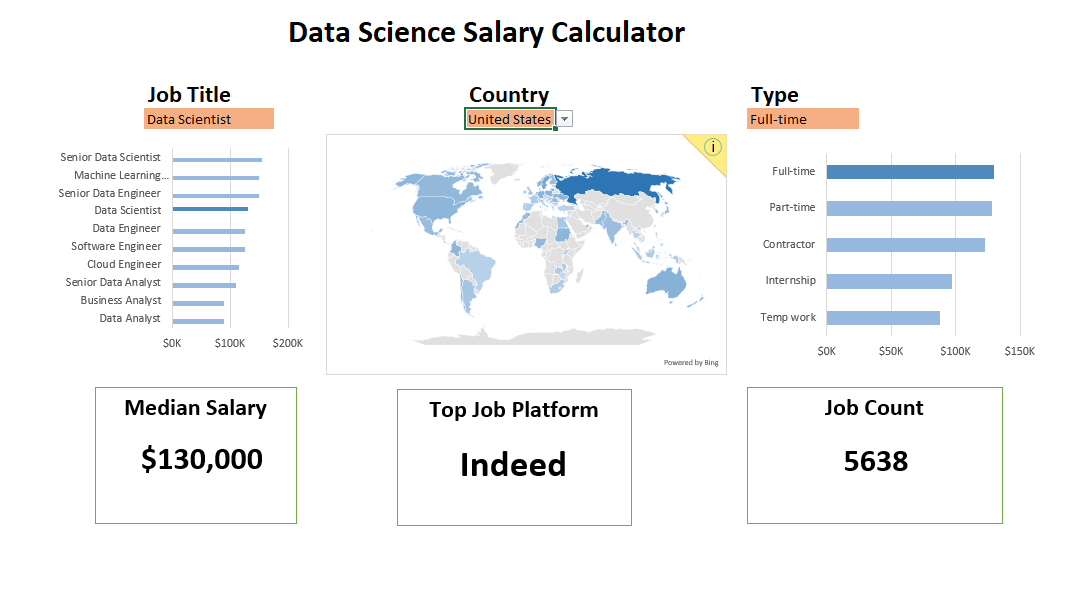 Data Science Salary Calculator
Job Title
Data Scientist
Country
United States
Type
Full-time
Senior Data Scientist
Machine Learning...
Senior Data Engineer
Data Scientist
Data Engineer
Software Engineer
Cloud Engineer
Senior Data Analyst
Business Analyst
Data Analyst
$0K $100K $200K
i
Powered by Bing
Full-time
Part-time
Contractor
Internship
Temp work
$0K $50K $100K $150K
Median Salary
$130,000
Top Job Platform
Indeed
Job Count
5638